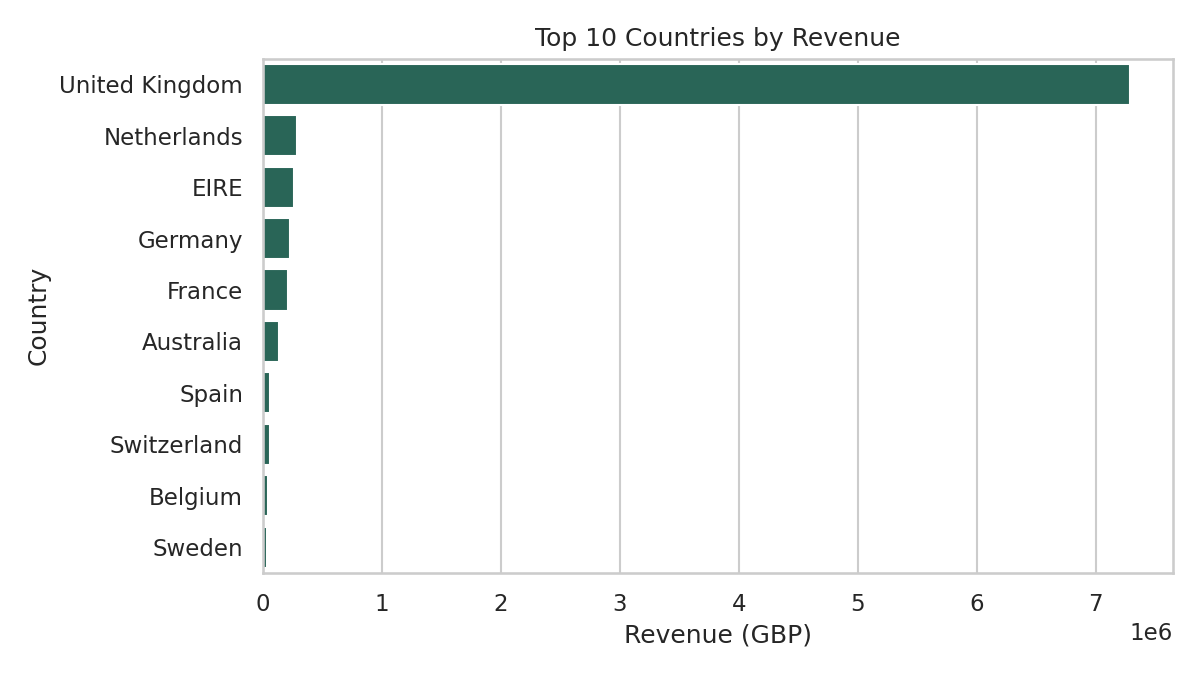 Top 10 Countries by Revenue
Country
United Kingdom
Netherlands
EIRE
Germany
France
Australia
Spain
Switzerland
Belgium
Sweden
0 1 2 3 4 5 6 7
1e6
Revenue (GBP)